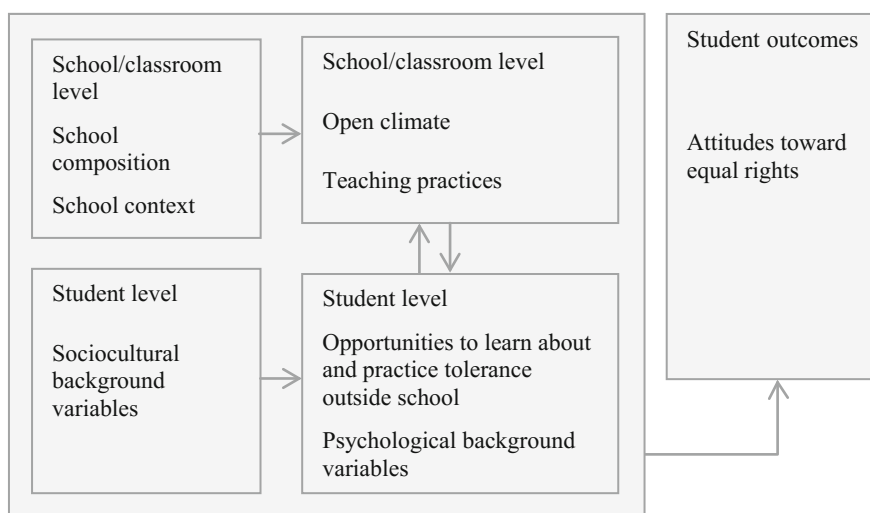 School/classroom
level
School
composition
School context
School/classroom level
Open climate
Teaching practices
Student level
Sociocultural
background
variables
Student level
Opportunities to learn about
and practice tolerance
outside school
Psychological background
variables
Student outcomes
Attitudes toward
equal rights